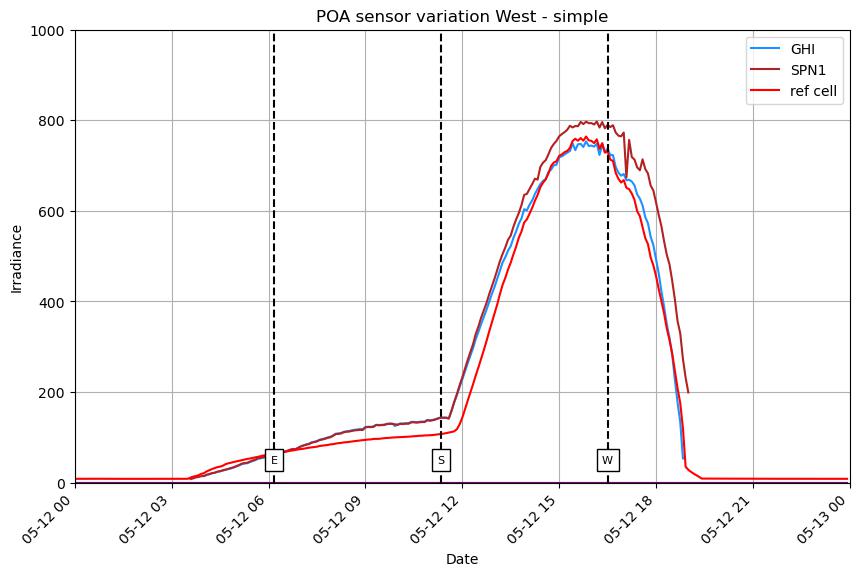 POA sensor variation West - simple
1000
800
600
400
200
0
Irradiance
GHI
SPN1
ref cell
E
S
W
05-12 00
05-12 03
05-12 06
05-12 09
05-12 12
05-12 15
05-12 18
05-12 21
05-13 00
Date